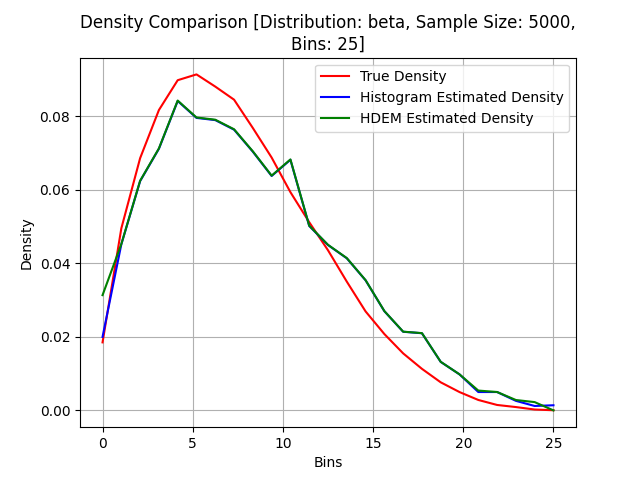 Density Comparison [Distribution: beta, Sample Size: 5000,
Bins: 25]
True Density
Histogram Estimated Density
HDEM Estimated Density
Density
0.08
0.06
0.04
0.02
0.00
0
5
10
15
20
25
Bins